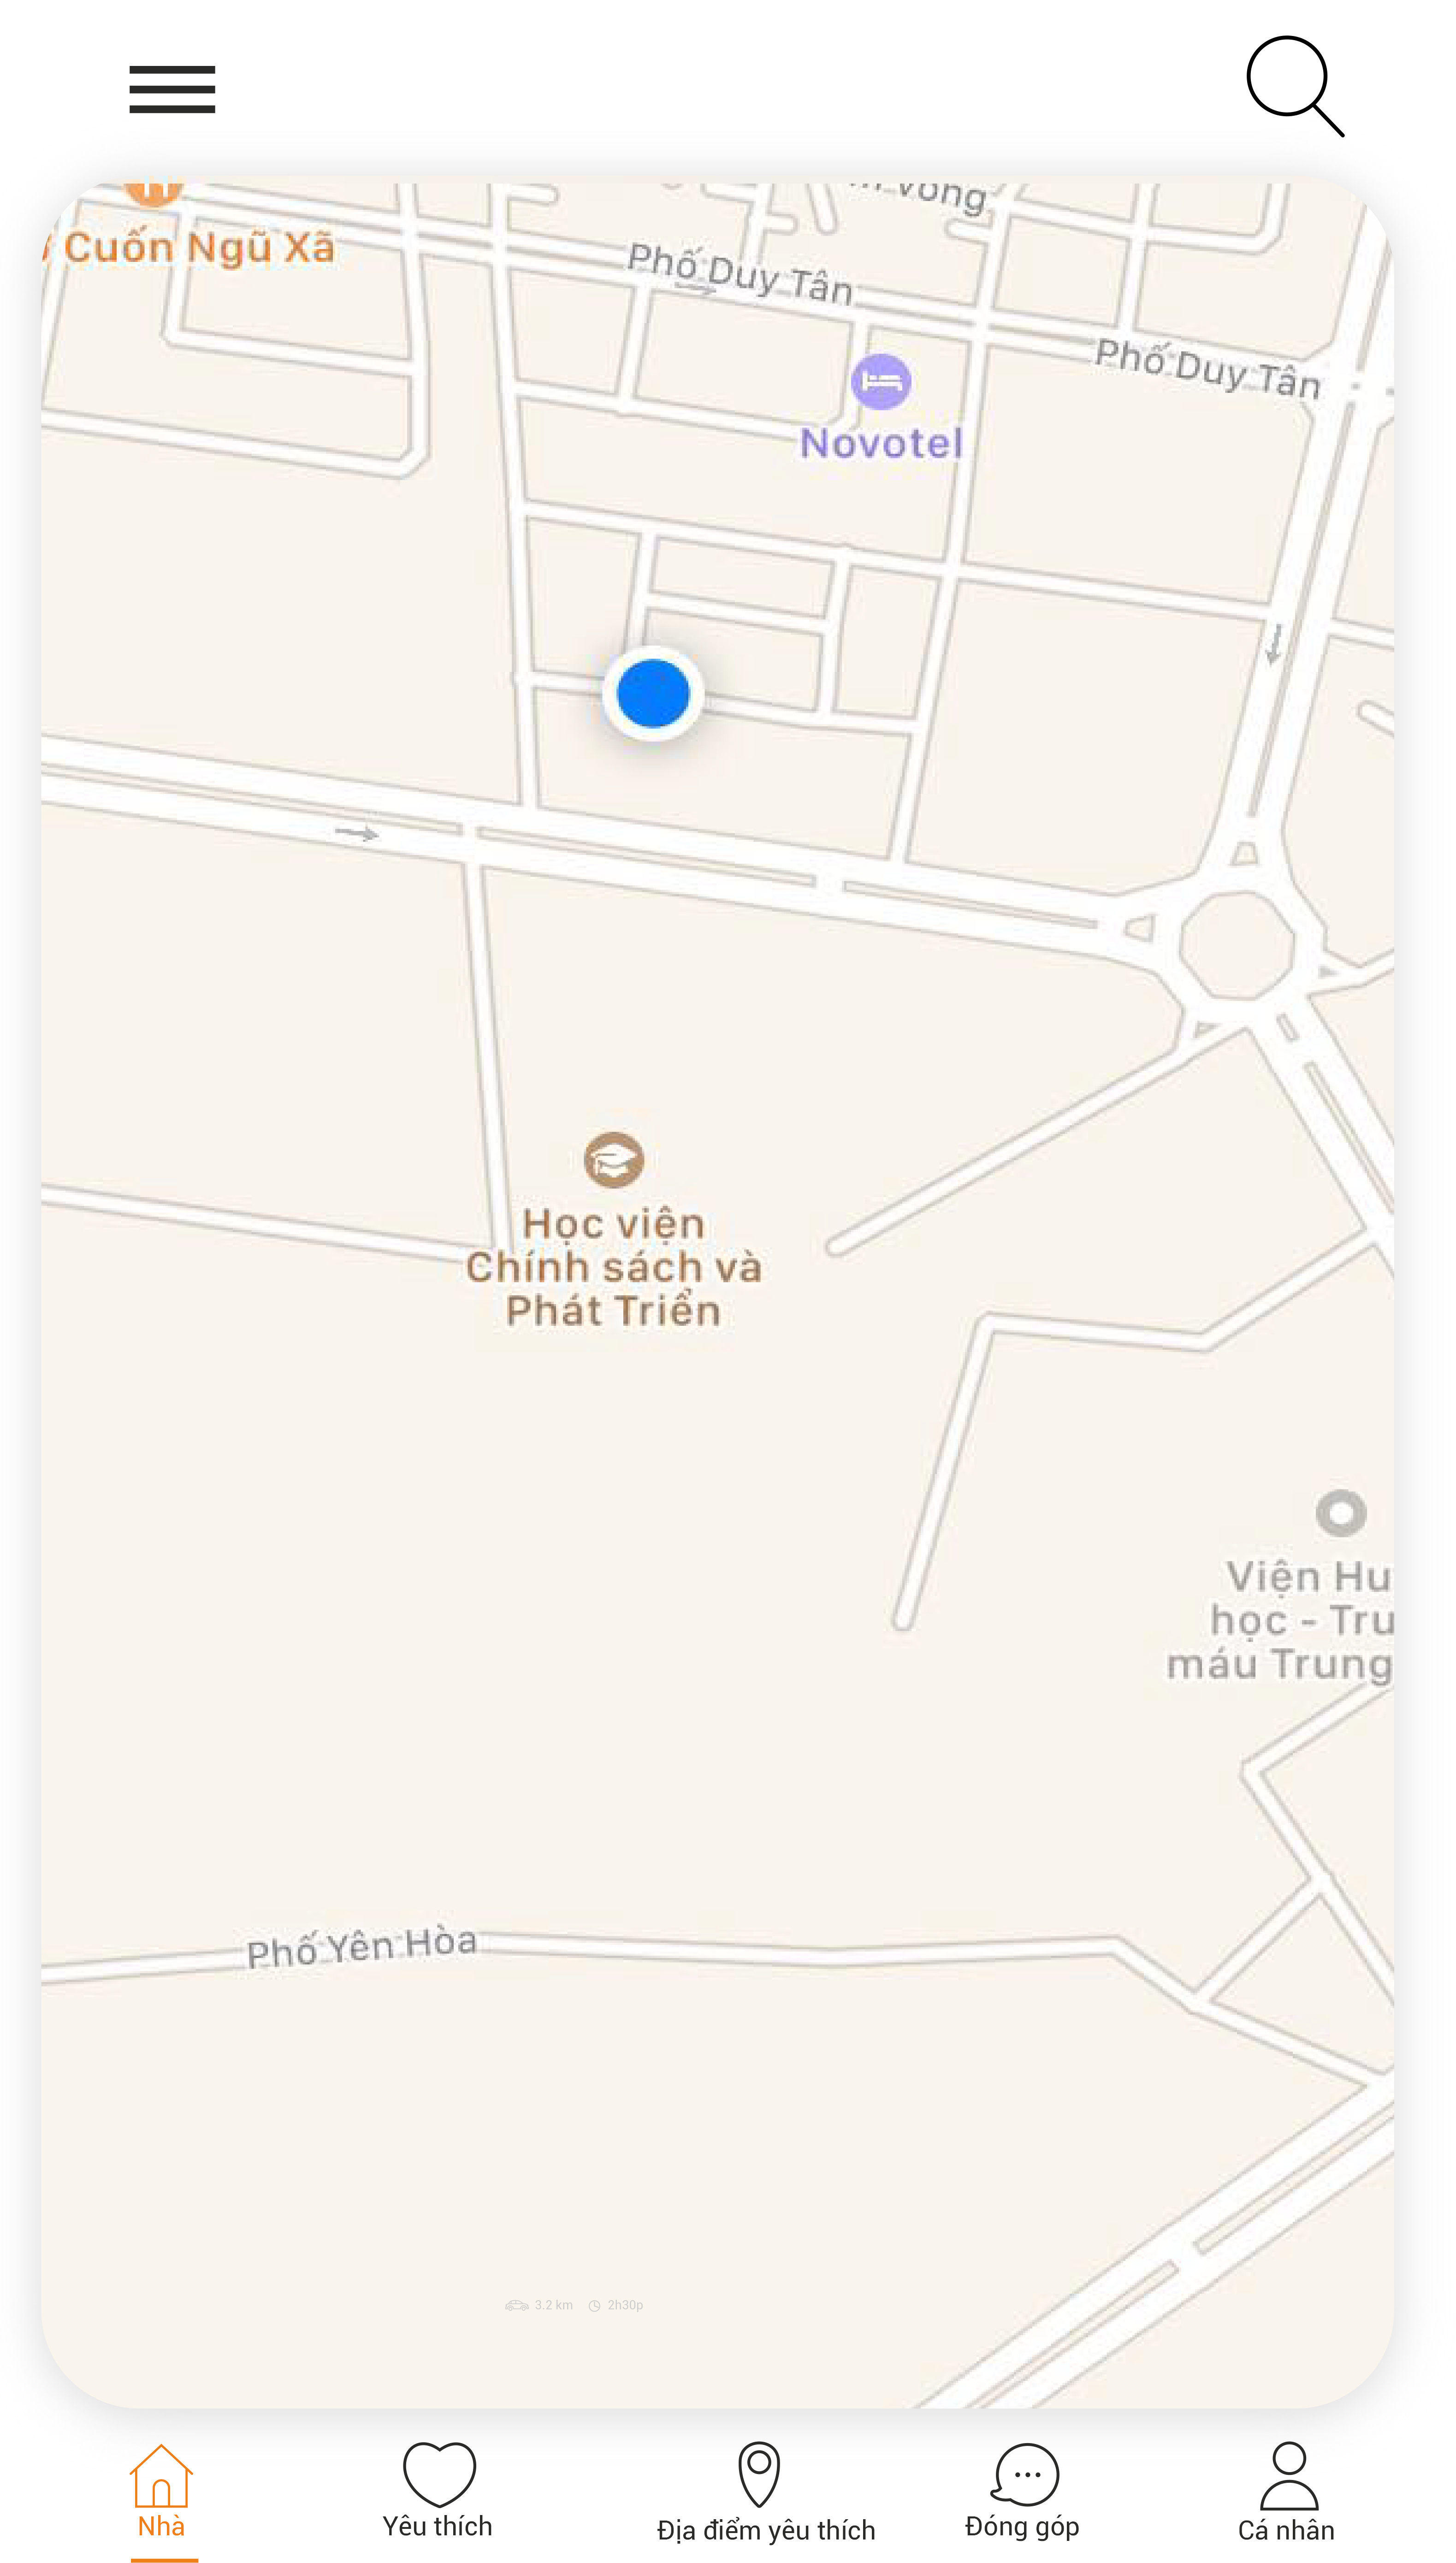 Vọng
Cuốn Ngũ Xã
Phố Duy Tân
Phố Duy Tân
Novotel
Học viện
Chính sách và
Phát Triển
Viện Hu
học - Tru
máu Trung
Phố Yên Hòa
3.2 km 2h30p
Nhà Yêu thích Địa điểm yêu thích Đóng góp Cá nhân